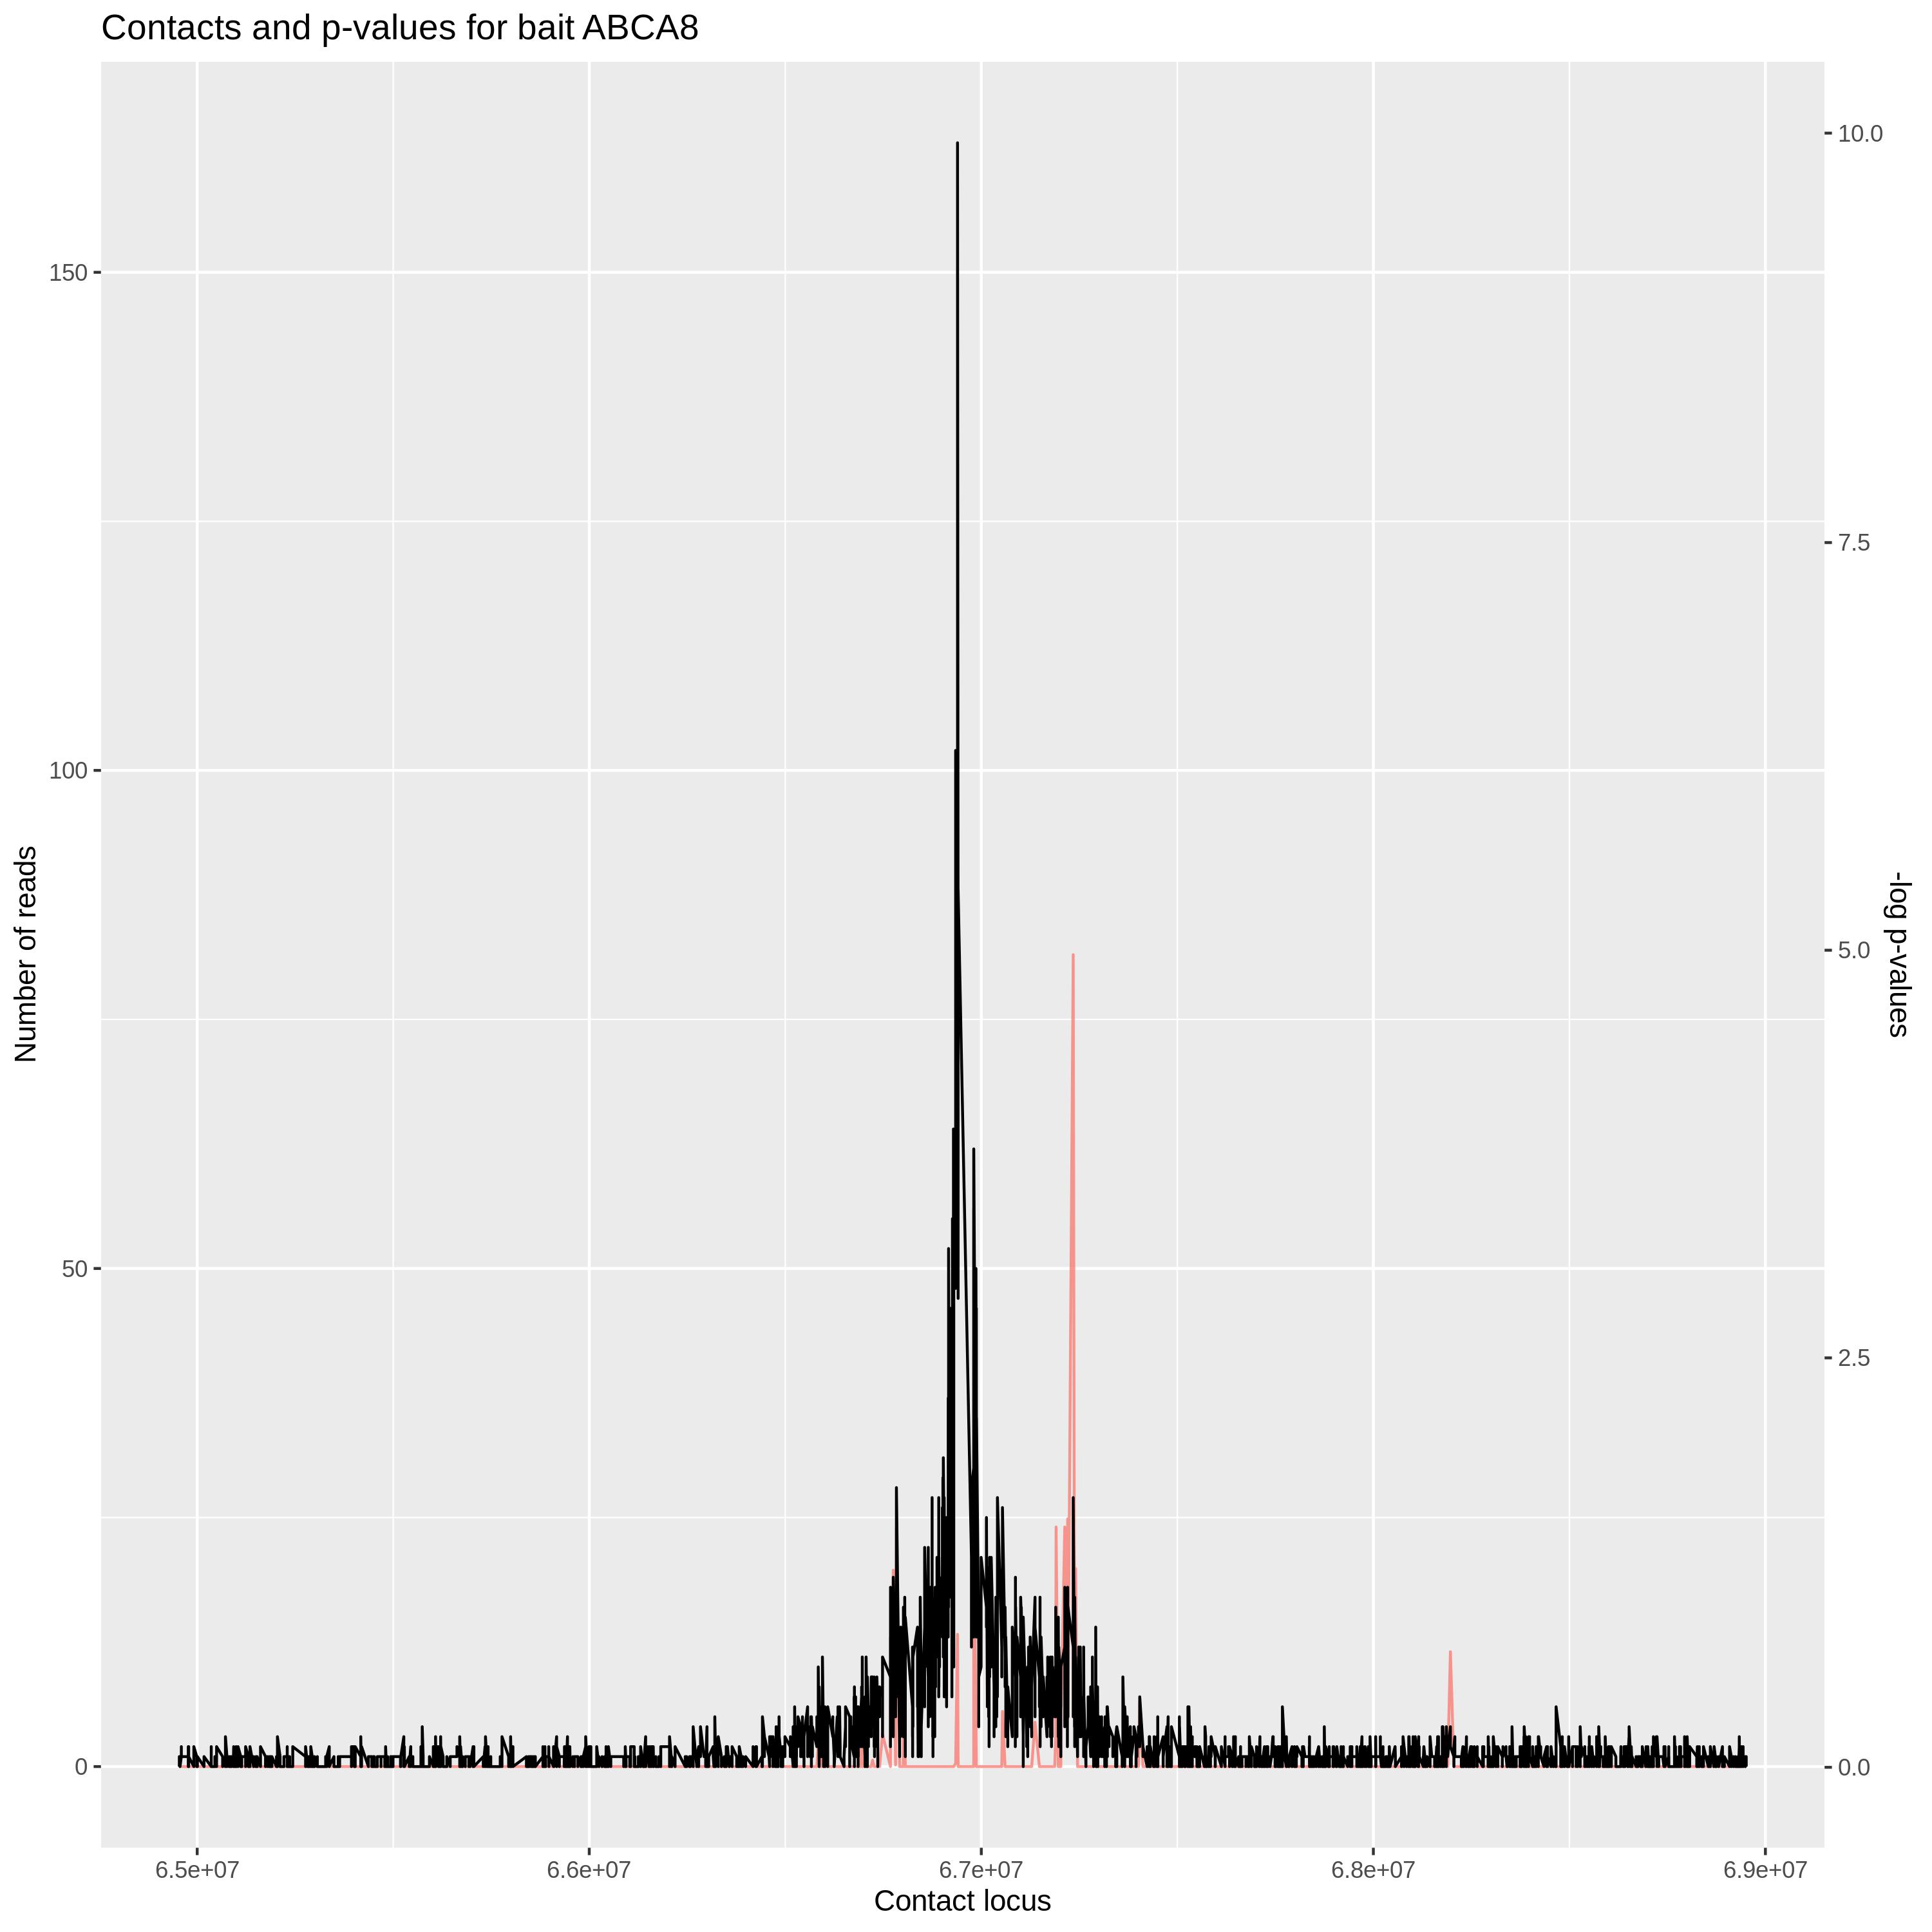 Contacts and p-values for bait ABCA8
150
100
50
0
Number of reads
10.0
7.5
5.0
2.5
0.0
-log p-values
6.5e+07 6.6e+07 6.7e+07 6.8e+07 6.9e+07
Contact locus